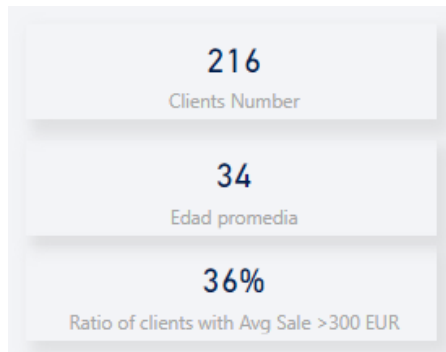 216
Clients Number
34
Edad promedia
36%
Ratio of clients with Avg Sale >300 EUR